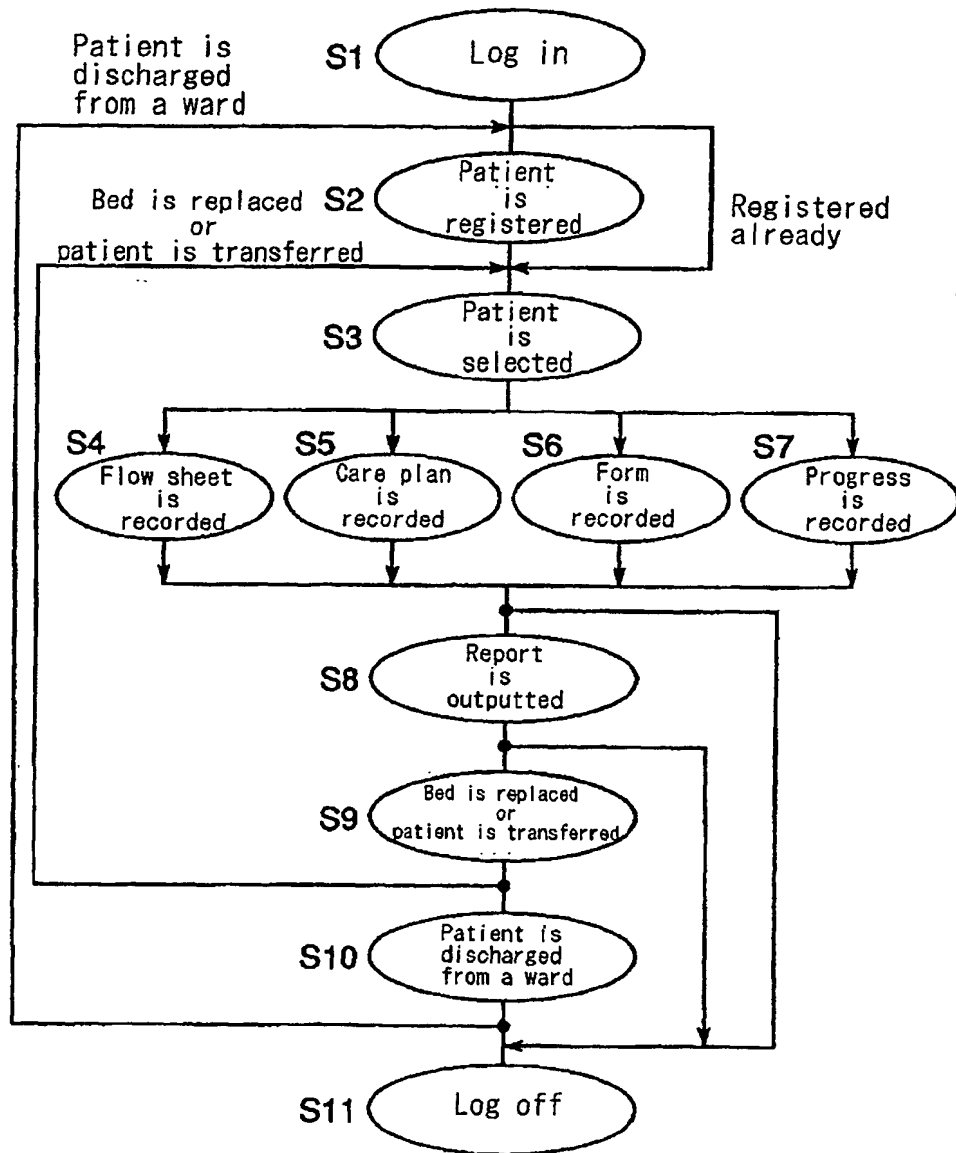 Patient is
discharged
from a ward
S1
Log in
S2
Patient
is
registered
Bed is replaced
or
patient is transferred
Registered
already
S3
Patient
is
selected
S4
Flow sheet
is
recorded
S5
Care plan
is
recorded
S6
Form
is
recorded
S7
Progress
is
recorded
S8
Report
is
outputted
S9
Bed is replaced
or
patient is transferred
S10
Patient is
discharged
from a ward
S11
Log off